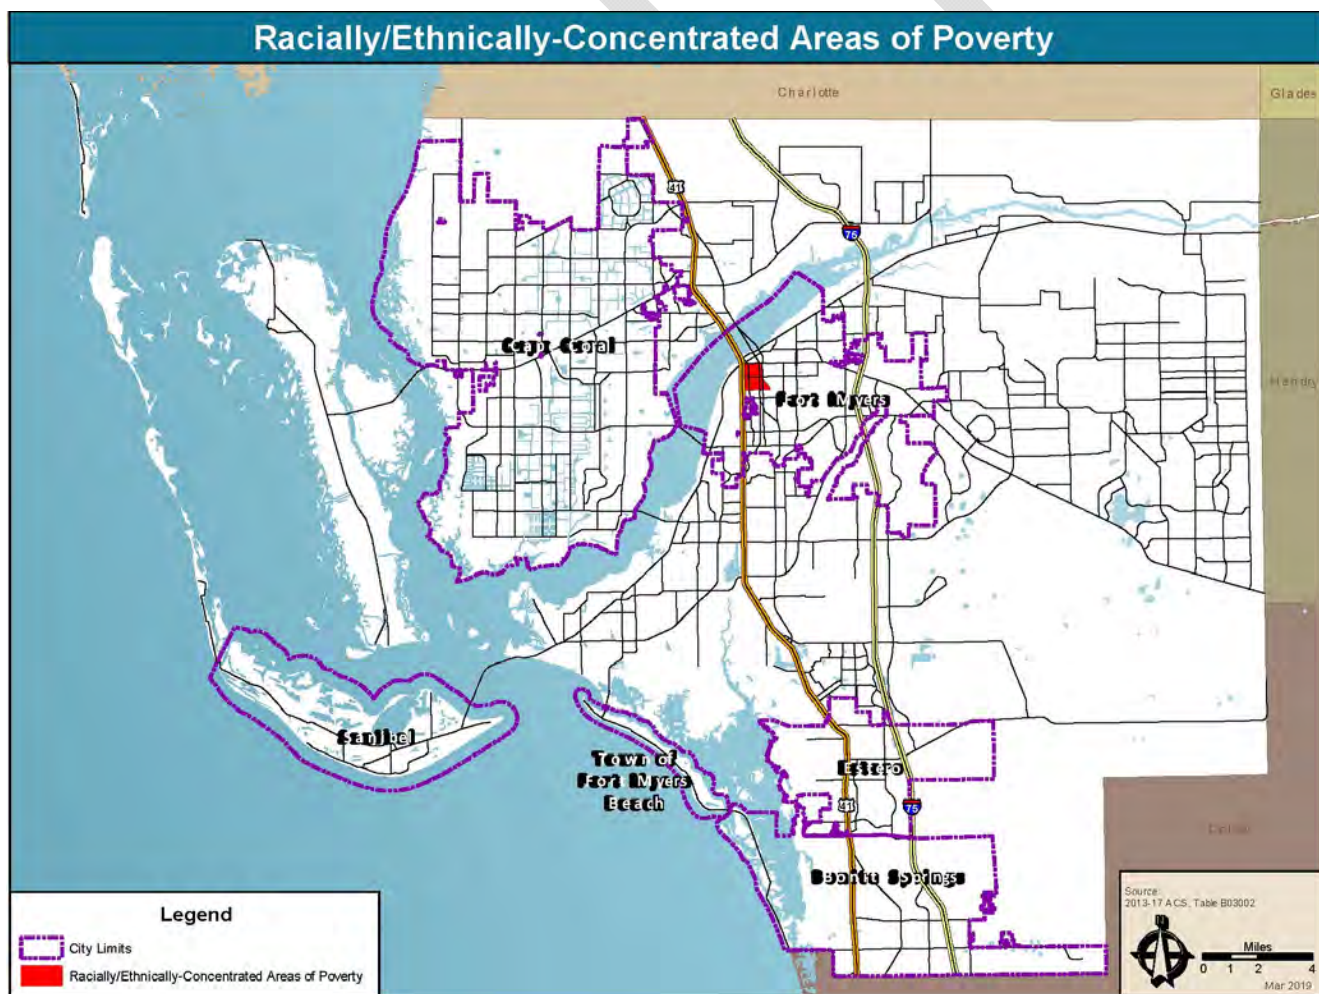 Racially/Ethnically-Concentrated Areas of Poverty
Charlotte
Glades
41
75
Cape Coral
Fort Myers
Hendry
Sanibel
Town of
Fort Myers
Beach
Estero
41
75
Collier
Bonita Springs
Legend
City Limits
Racially/Ethnically-Concentrated Areas of Poverty
Source:
2013-17 ACS, Table B03002
N
Miles
0 1 2 4
Mar 2019